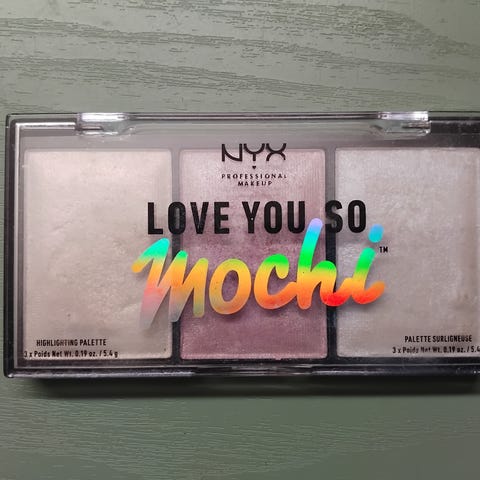 NYX
PROFESSIONAL
MAKEUP
LOVE YOU SO
mochi™
HIGHLIGHTING PALETTE
3 x Poids Net Wt. 0.19 oz. / 5.4 g
PALETTE SURLIGNEUSE
3 x Poids Net Wt. 0.19 oz. / 5.4